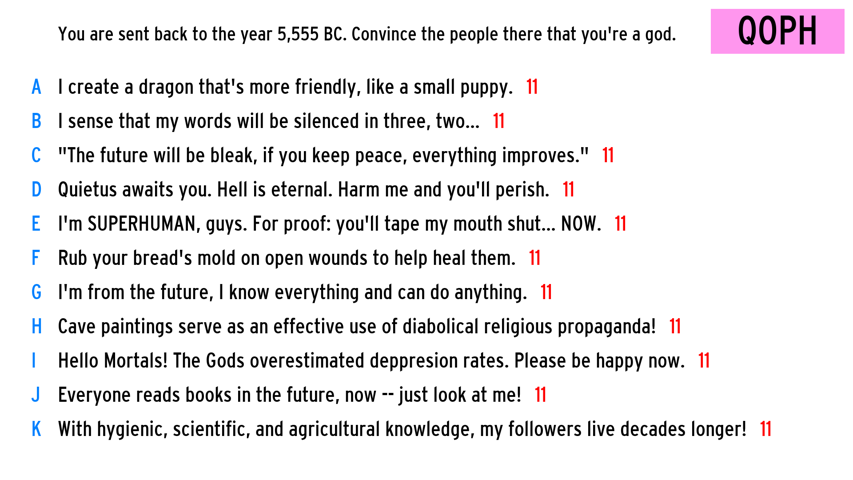 You are sent back to the year 5,555 BC. Convince the people there that you're a god.
QOPH
A I create a dragon that's more friendly, like a small puppy. 11
B I sense that my words will be silenced in three, two... 11
C "The future will be bleak, if you keep peace, everything improves." 11
D Quietus awaits you. Hell is eternal. Harm me and you'll perish. 11
E I'm SUPERHUMAN, guys. For proof: you'll tape my mouth shut... NOW. 11
F Rub your bread's mold on open wounds to help heal them. 11
G I'm from the future, I know everything and can do anything. 11
H Cave paintings serve as an effective use of diabolical religious propaganda! 11
I Hello Mortals! The Gods overestimated deppresion rates. Please be happy now. 11
J Everyone reads books in the future, now -- just look at me! 11
K With hygienic, scientific, and agricultural knowledge, my followers live decades longer! 11